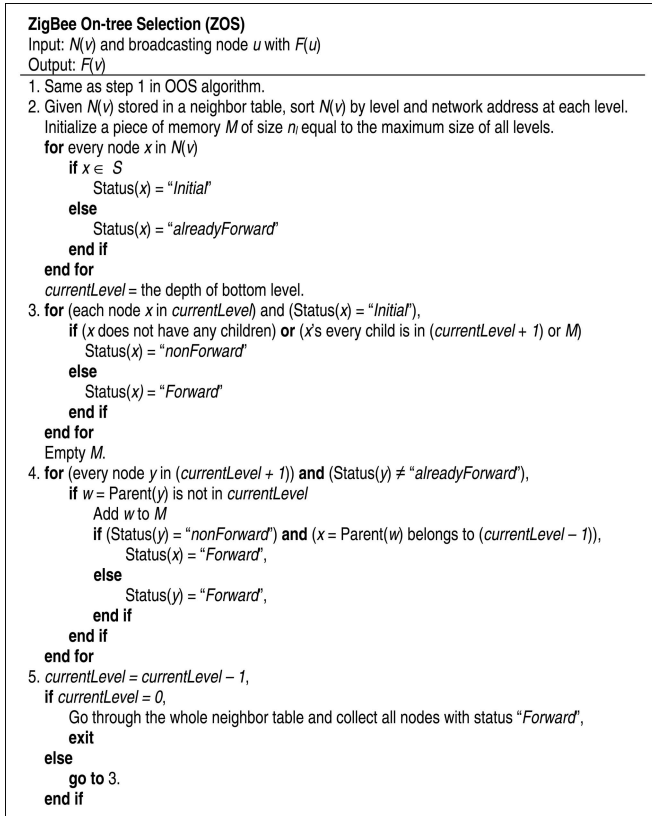 ZigBee On-tree Selection (ZOS)
Input: N(v) and broadcasting node u with F(u)
Output: F(v)
1. Same as step 1 in OOS algorithm.
2. Given N(v) stored in a neighbor table, sort N(v) by level and network address at each level.
Initialize a piece of memory M of size nₗ equal to the maximum size of all levels.
for every node x in N(v)
if x ∈ S
Status(x) = “Initial”
else
Status(x) = “alreadyForward”
end if
end for
currentLevel = the depth of bottom level.
3. for (each node x in currentLevel) and (Status(x) = “Initial”),
if (x does not have any children) or (x's every child is in (currentLevel + 1) or M)
Status(x) = “nonForward”
else
Status(x) = “Forward”
end if
end for
Empty M.
4. for (every node y in (currentLevel + 1)) and (Status(y) ≠ “alreadyForward”),
if w = Parent(y) is not in currentLevel
Add w to M
if (Status(y) = “nonForward”) and (x = Parent(w) belongs to (currentLevel – 1)),
Status(x) = “Forward”,
else
Status(y) = “Forward”,
end if
end if
end for
5. currentLevel = currentLevel – 1,
if currentLevel = 0,
Go through the whole neighbor table and collect all nodes with status “Forward”,
exit
else
go to 3.
end if